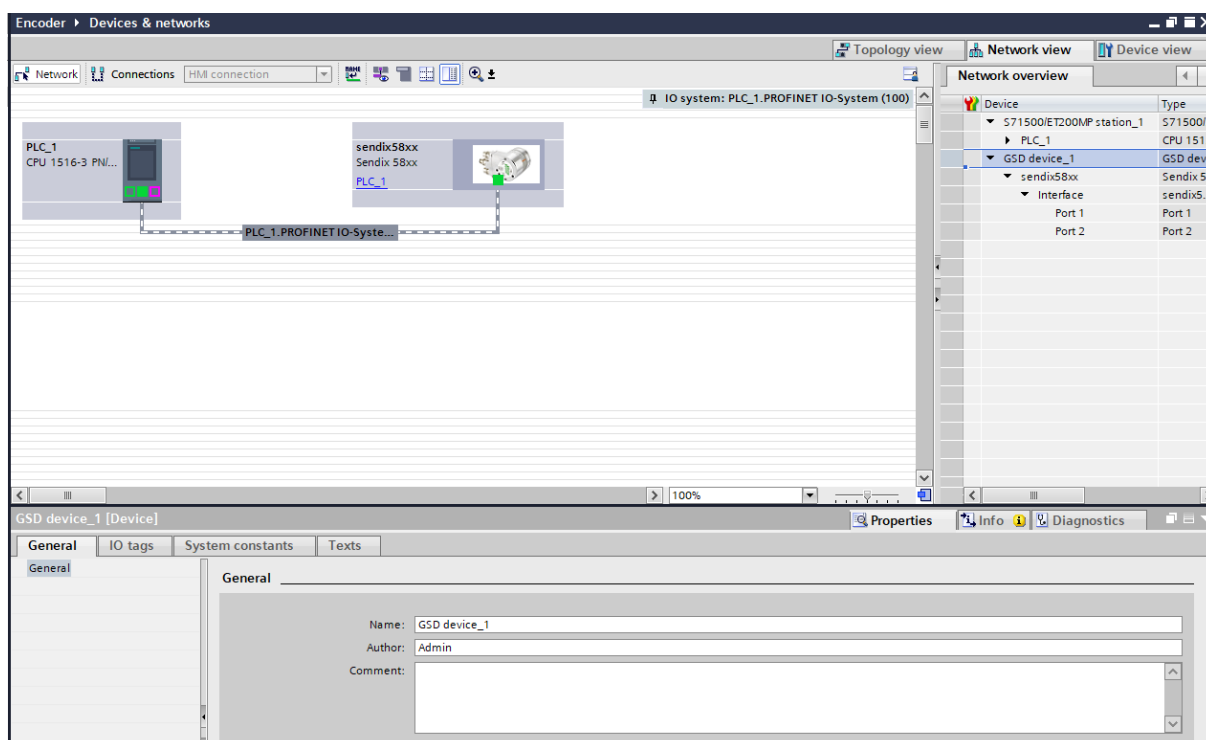 Encoder ▸ Devices & networks
Topology view
Network view
Device view
Network
Connections
HMI connection
Network overview
IO system: PLC_1.PROFINET IO-System (100)
Device
Type
S71500/ET200MP station_1
S71500/
PLC_1
CPU 151
GSD device_1
GSD dev
sendix58xx
Sendix 5
Interface
sendix5.
Port 1
Port 1
Port 2
Port 2
PLC_1
CPU 1516-3 PN/...
sendix58xx
Sendix 58xx
PLC_1
PLC_1.PROFINET IO-Syste...
100%
GSD device_1 [Device]
Properties
Info
Diagnostics
General
IO tags
System constants
Texts
General
General
Name:
GSD device_1
Author:
Admin
Comment: